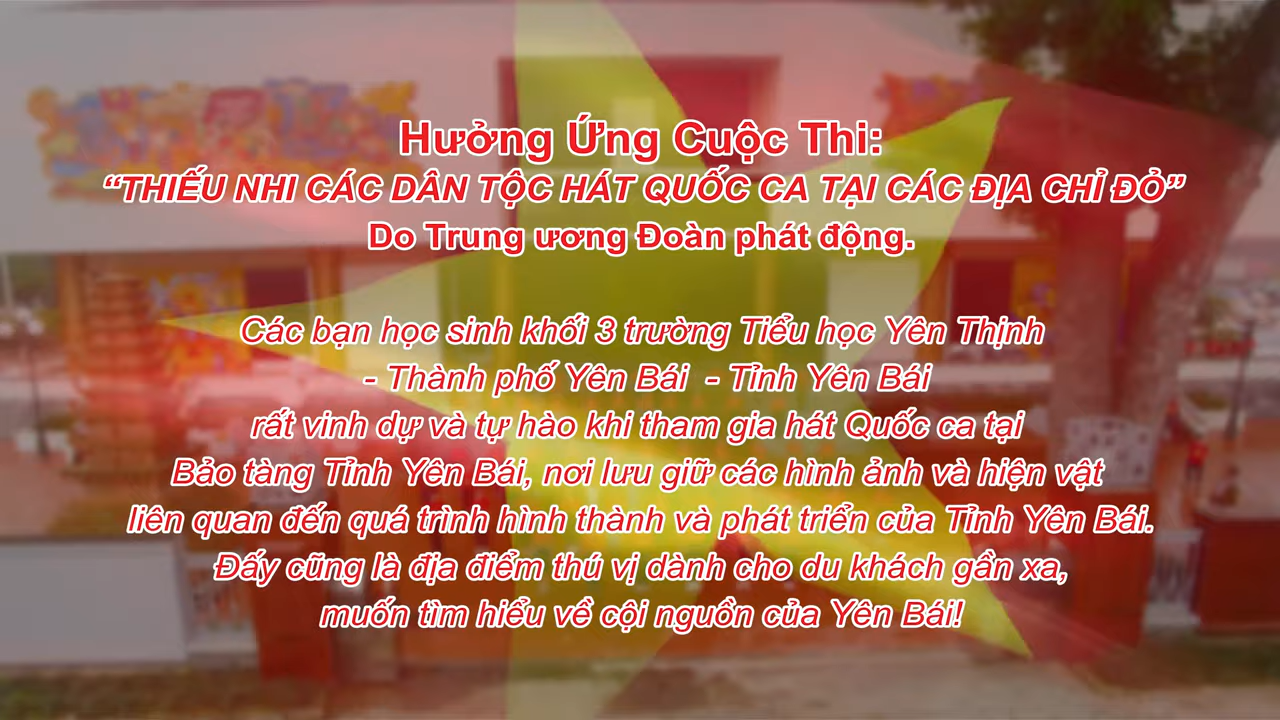 Hưởng Ứng Cuộc Thi:
“THIẾU NHI CÁC DÂN TỘC HÁT QUỐC CA TẠI CÁC ĐỊA CHỈ ĐỎ”
Do Trung ương Đoàn phát động.
Các bạn học sinh khối 3 trường Tiểu học Yên Thịnh
- Thành phố Yên Bái - Tỉnh Yên Bái
rất vinh dự và tự hào khi tham gia hát Quốc ca tại
Bảo tàng Tỉnh Yên Bái, nơi lưu giữ các hình ảnh và hiện vật
liên quan đến quá trình hình thành và phát triển của Tỉnh Yên Bái.
Đấy cũng là địa điểm thú vị dành cho du khách gần xa,
muốn tìm hiểu về cội nguồn của Yên Bái!